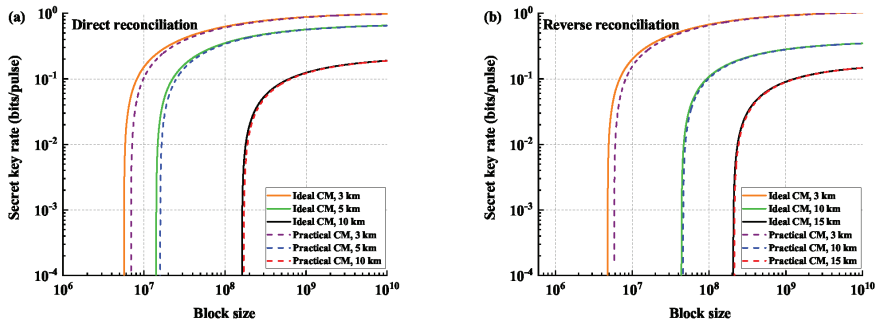 (a)
Direct reconciliation
Secret key rate (bits/pulse)
10^0
10^-1
10^-2
10^-3
10^-4
Ideal CM, 3 km
Ideal CM, 5 km
Ideal CM, 10 km
Practical CM, 3 km
Practical CM, 5 km
Practical CM, 10 km
10^6
10^7
10^8
10^9
10^10
Block size
(b)
Reverse reconciliation
Secret key rate (bits/pulse)
10^0
10^-1
10^-2
10^-3
10^-4
Ideal CM, 3 km
Ideal CM, 10 km
Ideal CM, 15 km
Practical CM, 3 km
Practical CM, 10 km
Practical CM, 15 km
10^6
10^7
10^8
10^9
10^10
Block size